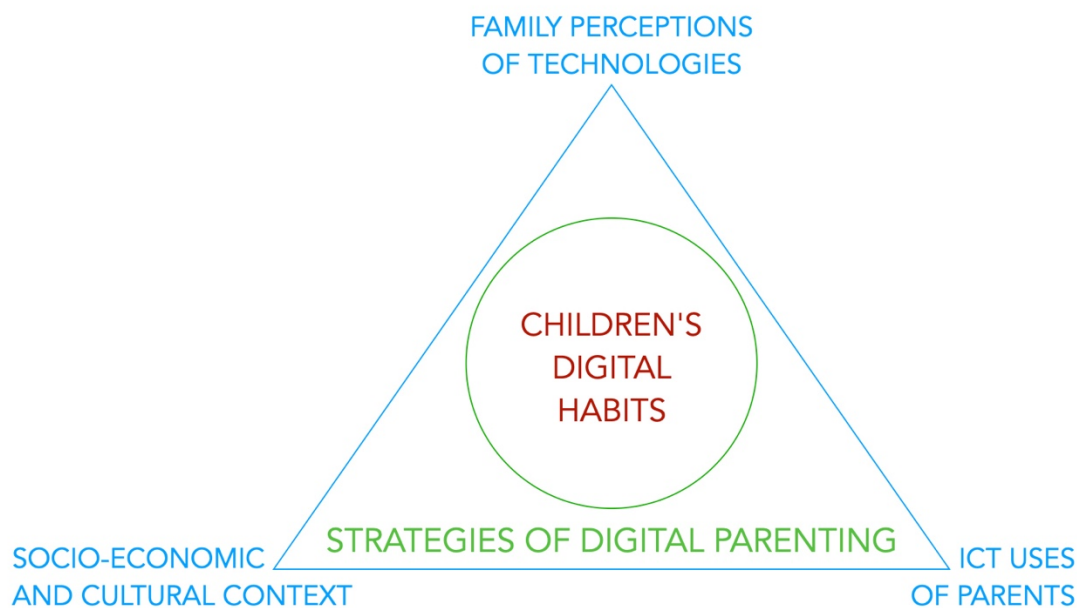 FAMILY PERCEPTIONS
OF TECHNOLOGIES
CHILDREN'S
DIGITAL
HABITS
STRATEGIES OF DIGITAL PARENTING
SOCIO-ECONOMIC
AND CULTURAL CONTEXT
ICT USES
OF PARENTS